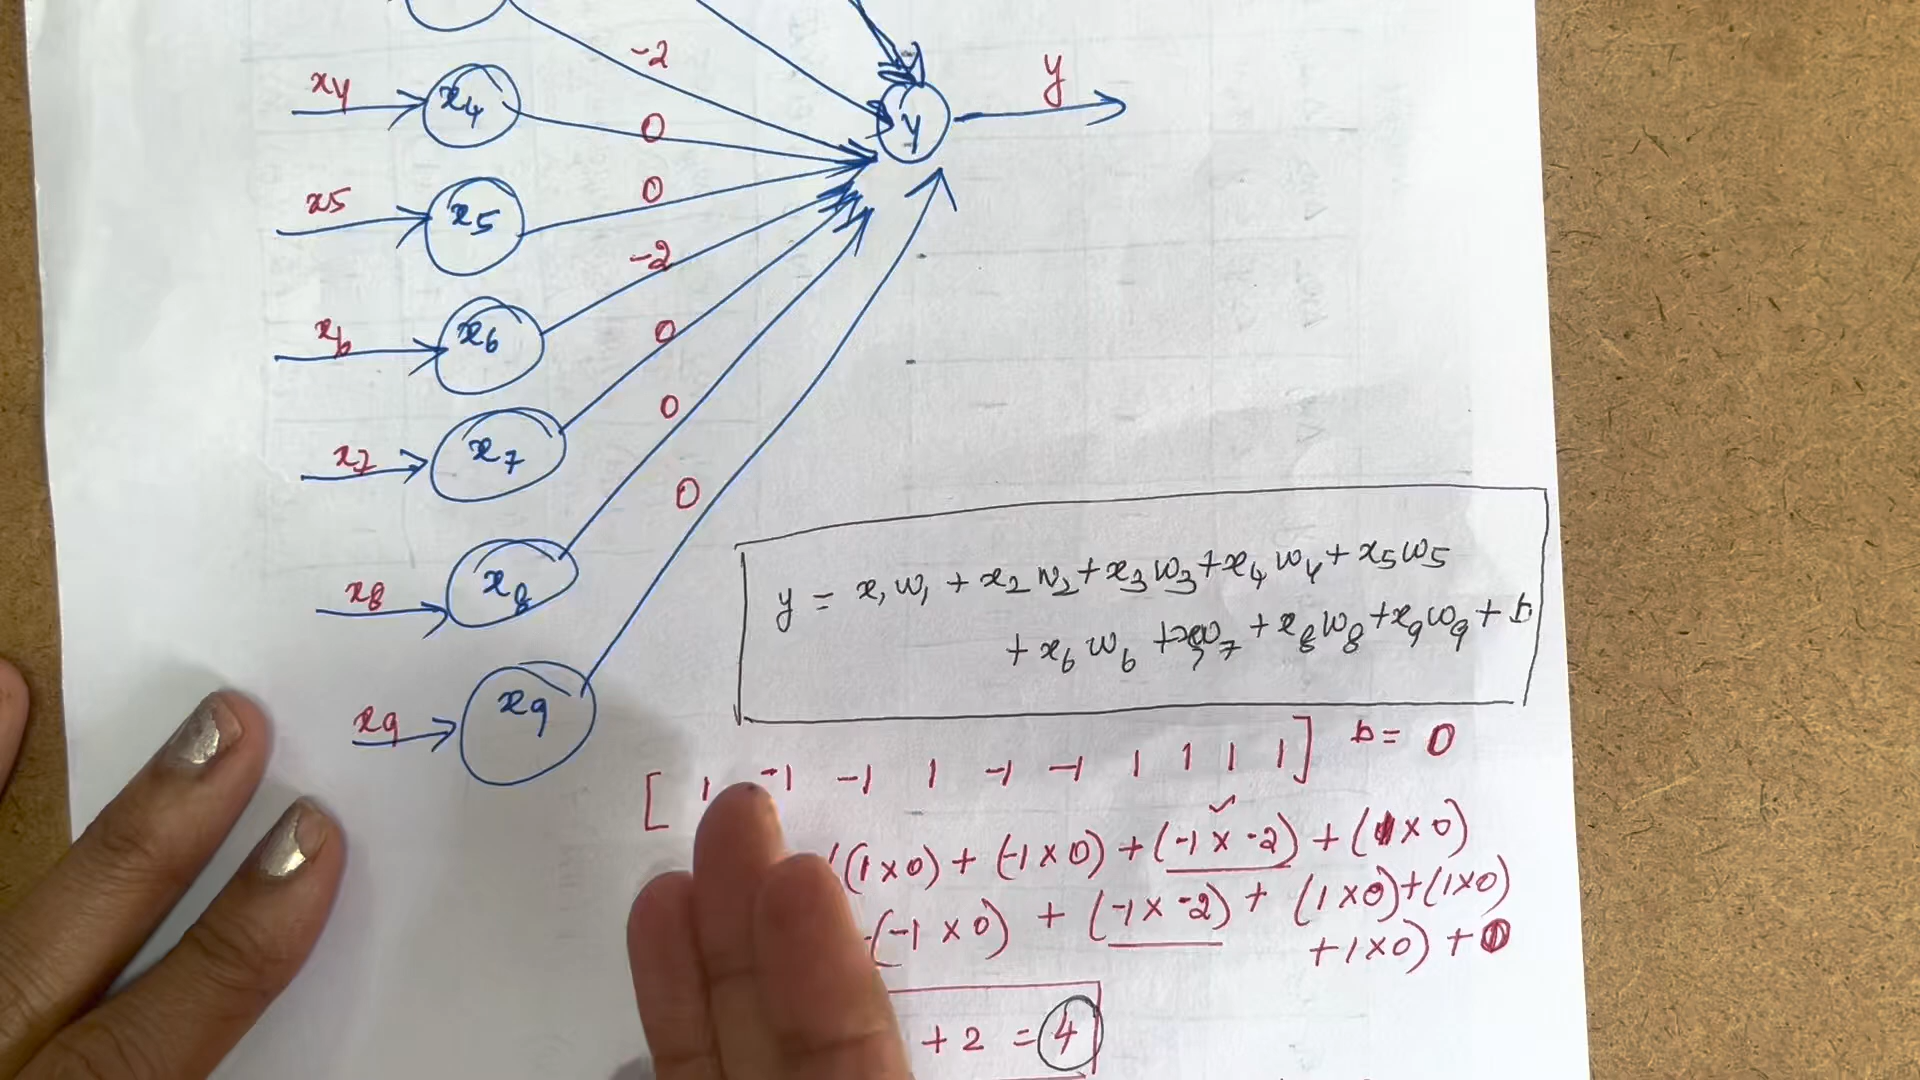 -2
y
x4 x4 0 y
x5 x5 0
-2
x6 x6 0
x7 x7 0
0
y = x1w1 + x2w2 + x3w3 + x4w4 + x5w5
+ x6w6 + x7w7 + x8w8 + x9w9 + b
x8 x8
x9 x9
[ 1 -1 -1 1 -1 -1 1 1 1 1 ] b = 0
(1 x 0) + (-1 x 0) + (-1 x -2) + (1 x 0)
(-1 x 0) + (-1 x -2) + (1 x 0) + (1 x 0)
+ 1 x 0) + 0
+ 2 = 4